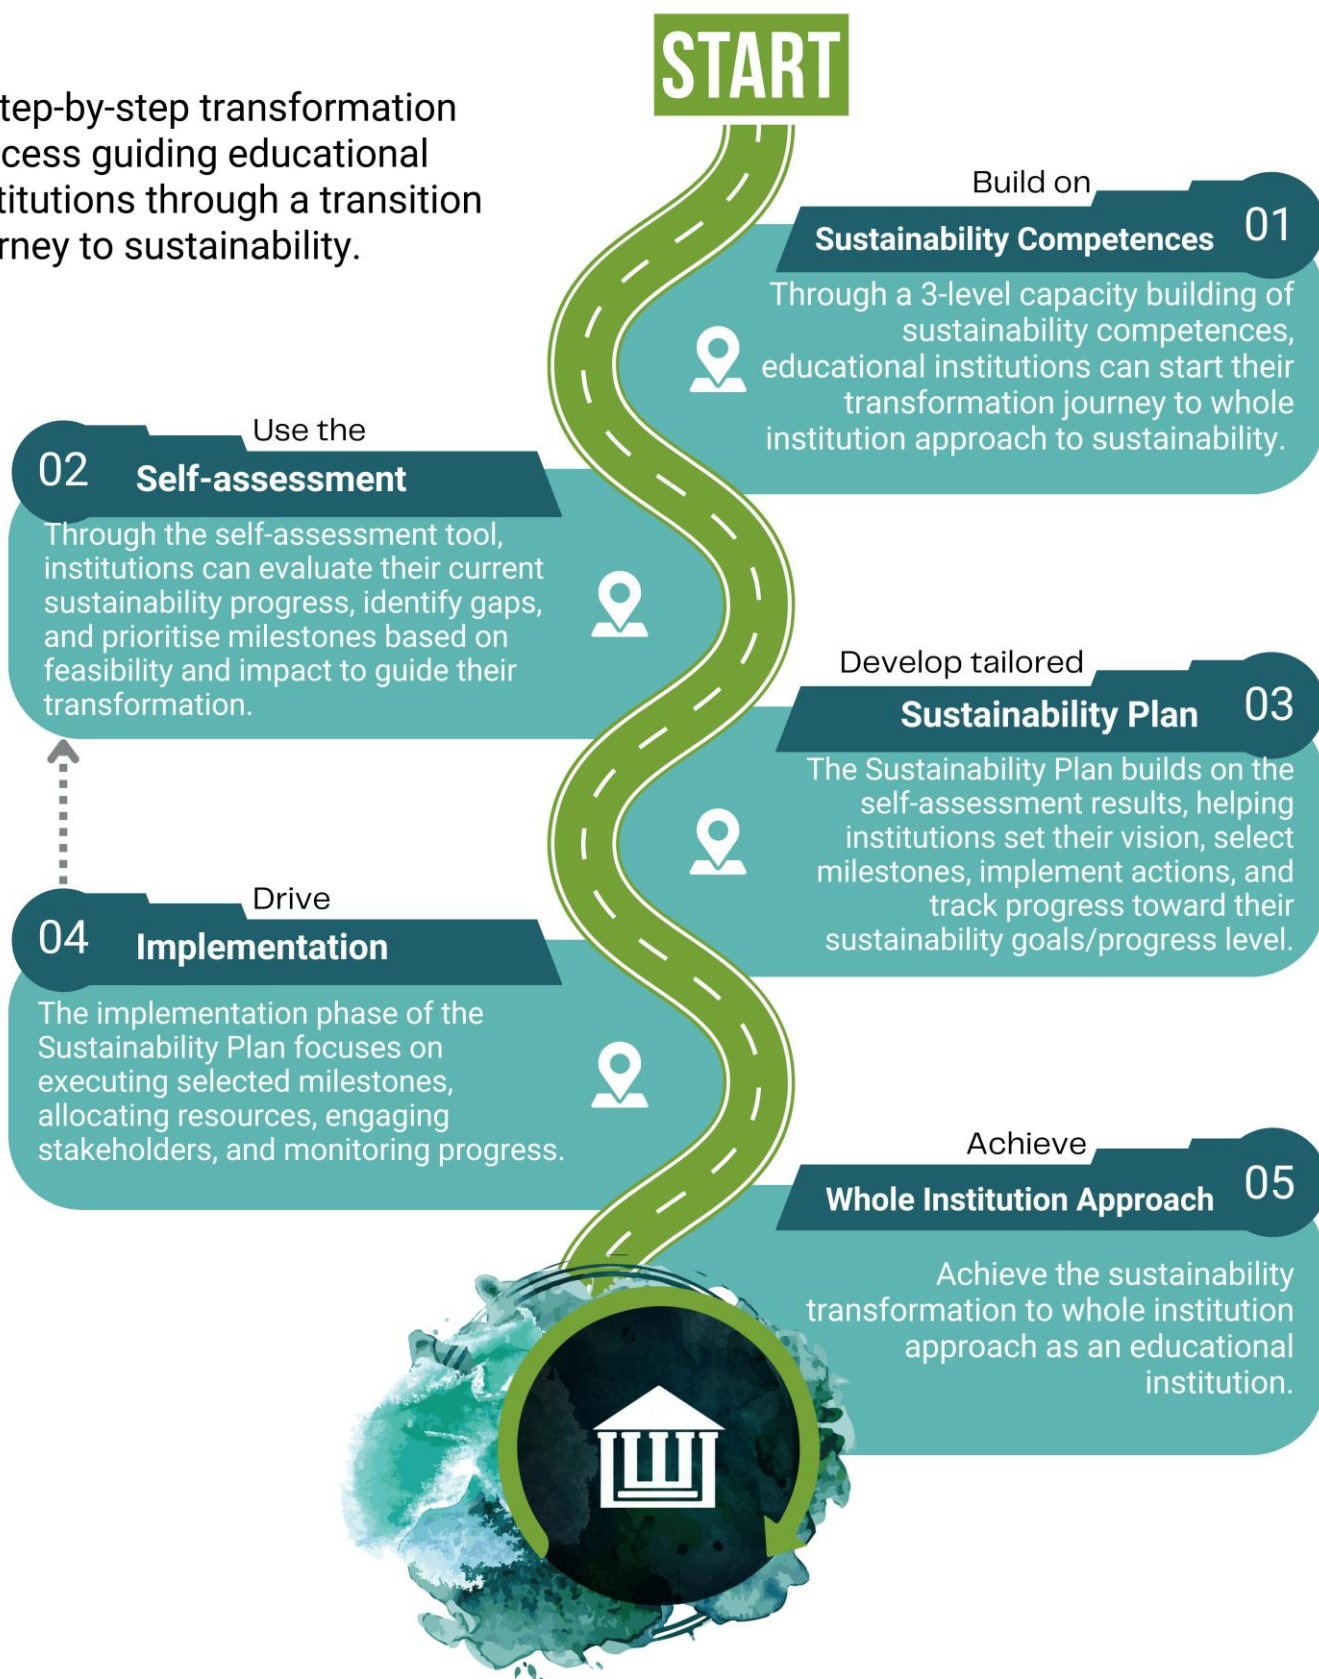 START
tep-by-step transformation
cess guiding educational
titutions through a transition
rney to sustainability.
Build on
Sustainability Competences
01
Through a 3-level capacity building of
sustainability competences,
educational institutions can start their
transformation journey to whole
institution approach to sustainability.
Use the
02
Self-assessment
Through the self-assessment tool,
institutions can evaluate their current
sustainability progress, identify gaps,
and prioritise milestones based on
feasibility and impact to guide their
transformation.
Develop tailored
Sustainability Plan
03
The Sustainability Plan builds on the
self-assessment results, helping
institutions set their vision, select
milestones, implement actions, and
track progress toward their
sustainability goals/progress level.
Drive
04
Implementation
The implementation phase of the
Sustainability Plan focuses on
executing selected milestones,
allocating resources, engaging
stakeholders, and monitoring progress.
Achieve
Whole Institution Approach
05
Achieve the sustainability
transformation to whole institution
approach as an educational
institution.